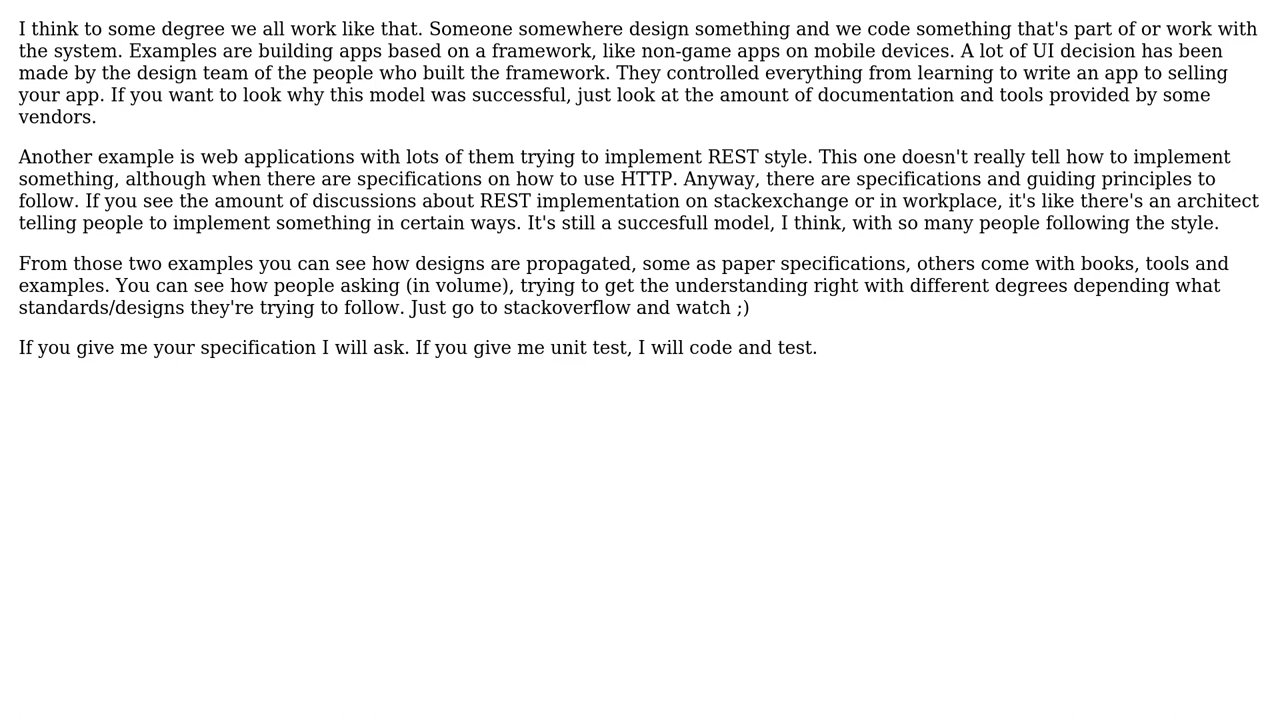 I think to some degree we all work like that. Someone somewhere design something and we code something that's part of or work with
the system. Examples are building apps based on a framework, like non-game apps on mobile devices. A lot of UI decision has been
made by the design team of the people who built the framework. They controlled everything from learning to write an app to selling
your app. If you want to look why this model was successful, just look at the amount of documentation and tools provided by some
vendors.
Another example is web applications with lots of them trying to implement REST style. This one doesn't really tell how to implement
something, although when there are specifications on how to use HTTP. Anyway, there are specifications and guiding principles to
follow. If you see the amount of discussions about REST implementation on stackexchange or in workplace, it's like there's an architect
telling people to implement something in certain ways. It's still a succesfull model, I think, with so many people following the style.
From those two examples you can see how designs are propagated, some as paper specifications, others come with books, tools and
examples. You can see how people asking (in volume), trying to get the understanding right with different degrees depending what
standards/designs they're trying to follow. Just go to stackoverflow and watch ;)
If you give me your specification I will ask. If you give me unit test, I will code and test.